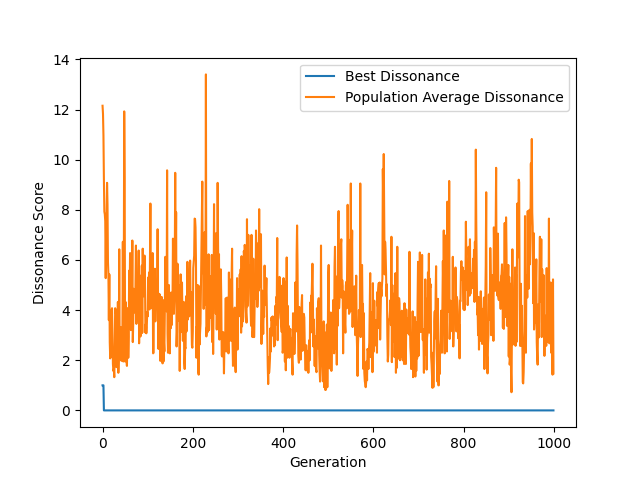 14
12
10
8
6
4
2
0
Dissonance Score
Best Dissonance
Population Average Dissonance
0 200 400 600 800 1000
Generation